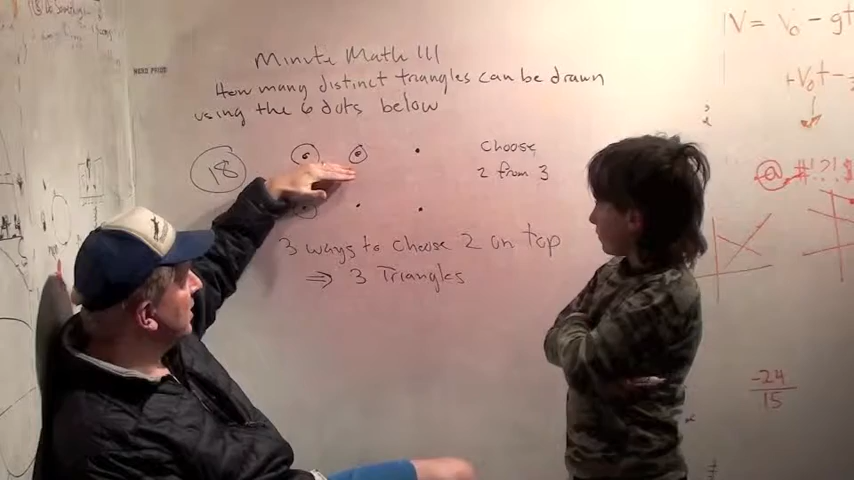 Minute Math III
How many distinct triangles can be drawn
using the 6 dots below
18
Choose
2 from 3
3 ways to choose 2 on top
⇒ 3 Triangles
V = V₀ - gt
+V₀t -
@ #!?!$
-24
15